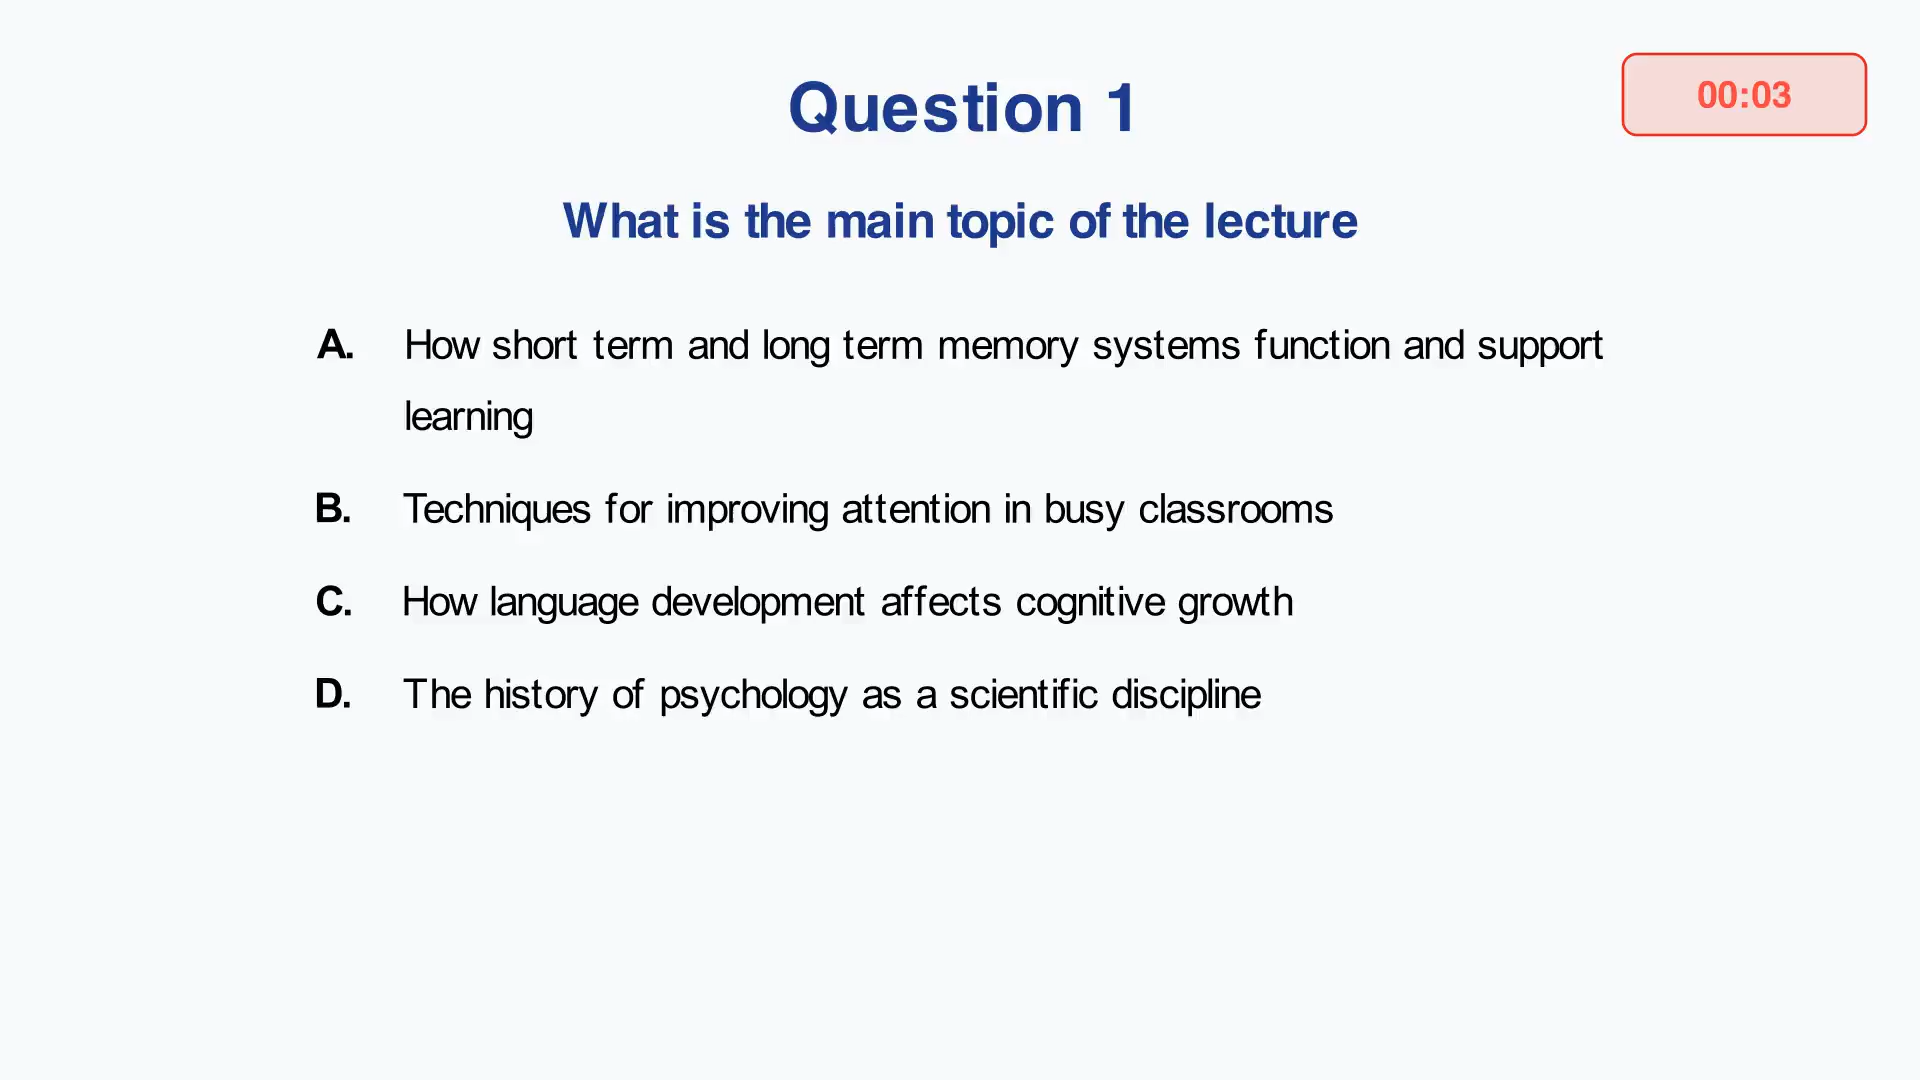 Question 1
00:03
What is the main topic of the lecture
A. How short term and long term memory systems function and support
learning
B. Techniques for improving attention in busy classrooms
C. How language development affects cognitive growth
D. The history of psychology as a scientific discipline